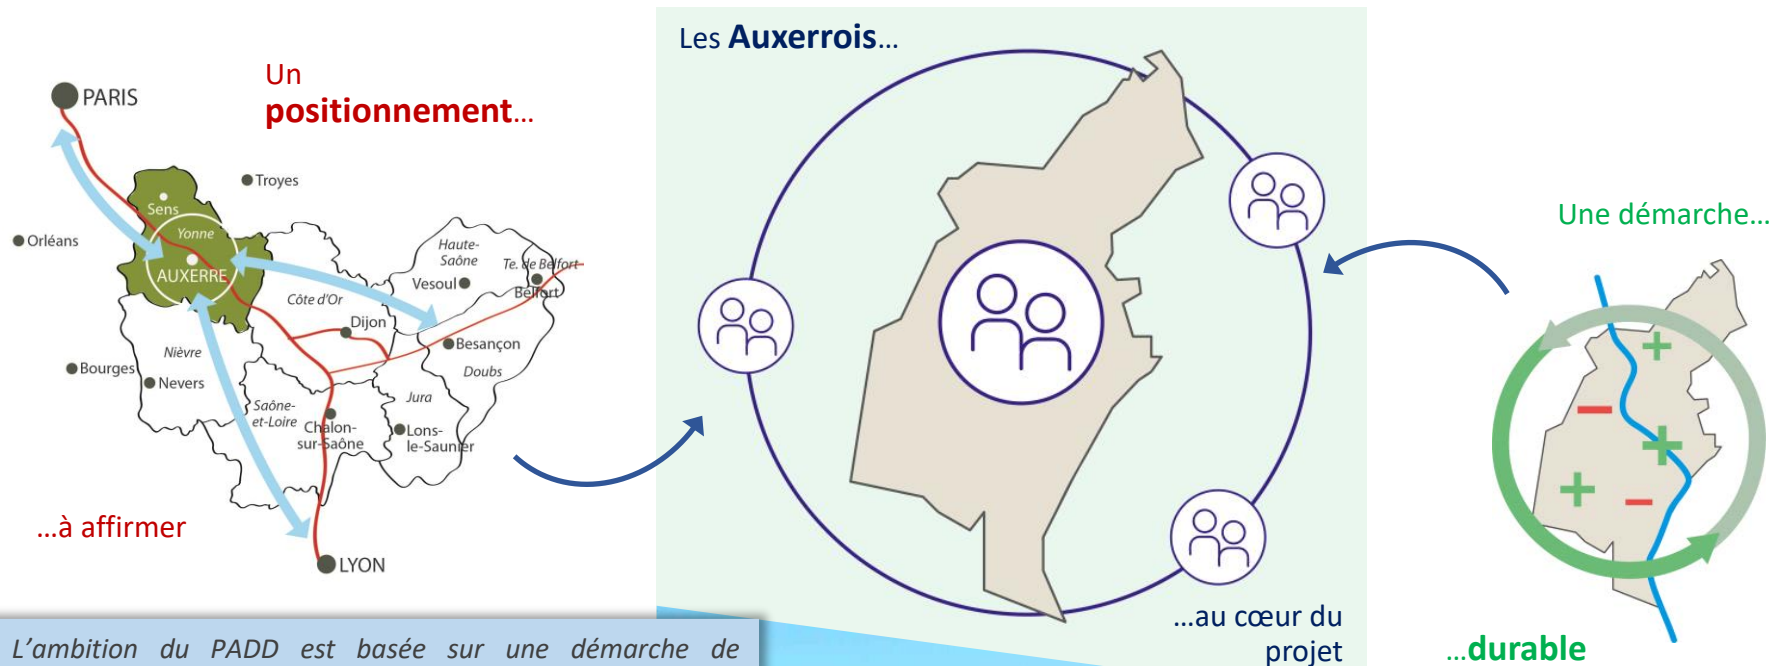 Un
positionnement...
PARIS
Troyes
Sens
Yonne
Orléans
AUXERRE
Haute-
Saône
Te. de Belfort
Vesoul
Belfort
Côte d'Or
Dijon
Besançon
Nièvre
Doubs
Bourges
Nevers
Jura
Saône-
et-Loire
Chalon-
sur-Saône
Lons-
le-Saunier
...à affirmer
LYON
L'ambition du PADD est basée sur une démarche de
Les Auxerrois...
...au cœur du
projet
Une démarche...
...durable